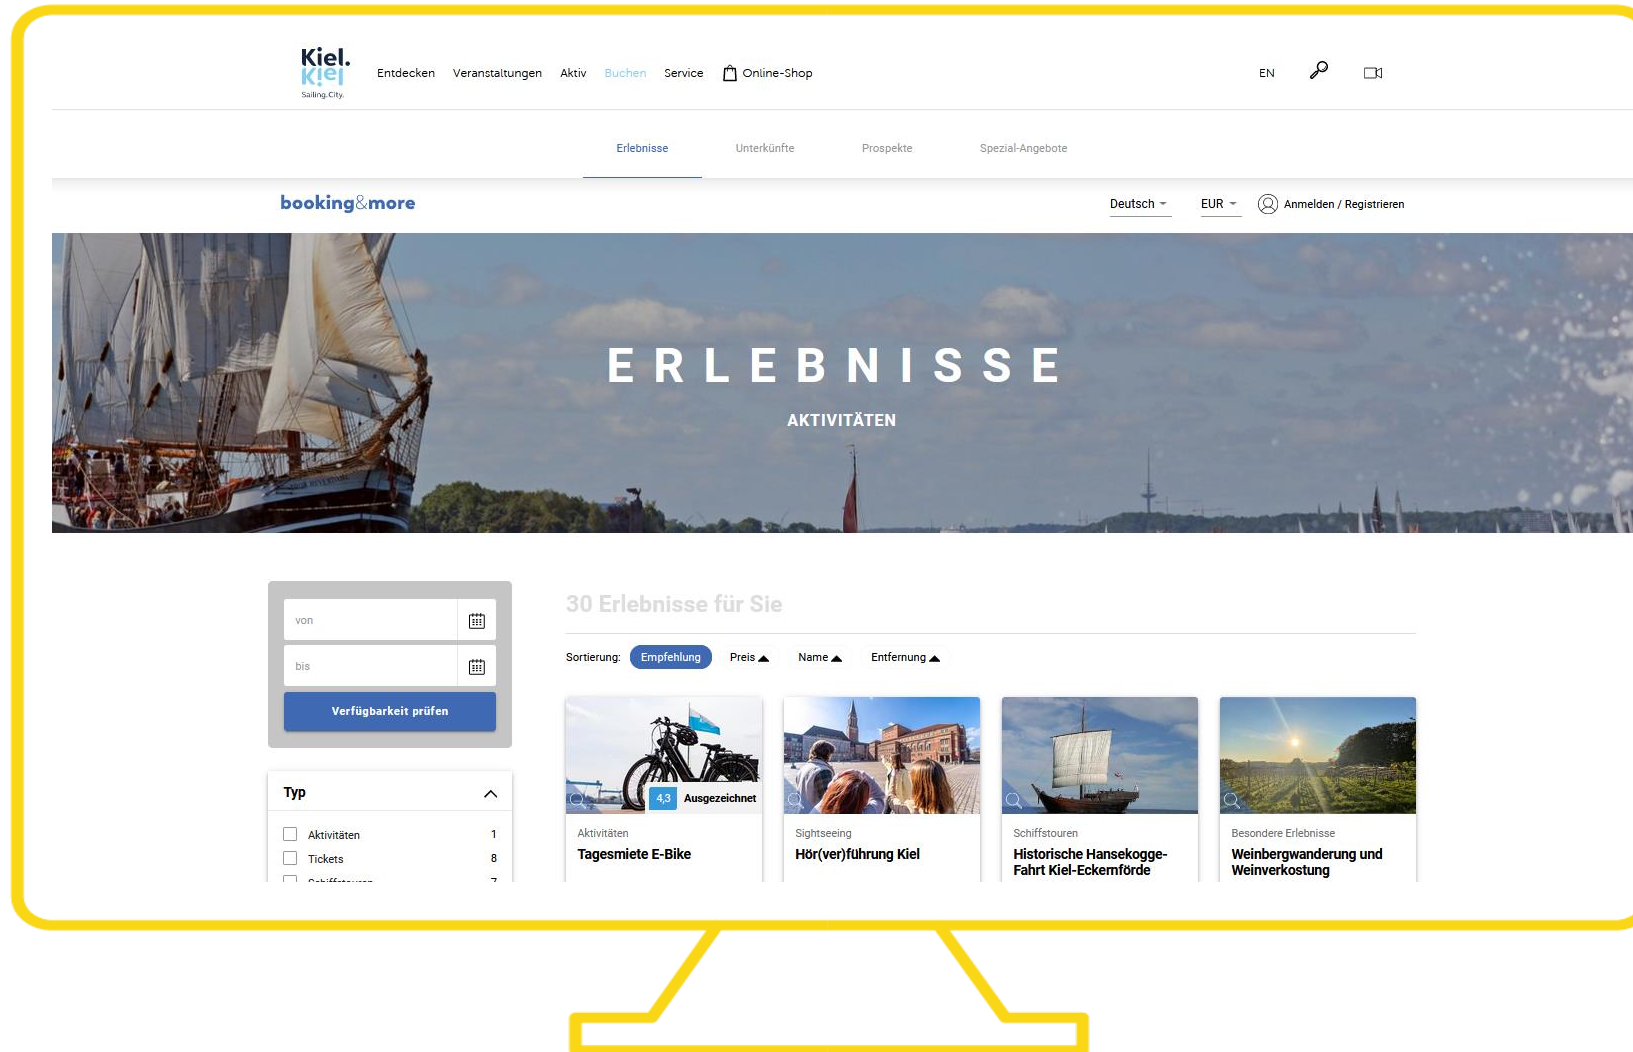 Kiel.
Kiel
Sailing.City.
Entdecken Veranstaltungen Aktiv Buchen Service Online-Shop EN
Erlebnisse Unterkünfte Prospekte Spezial-Angebote
booking&more Deutsch EUR Anmelden / Registrieren
ERLEBNISSE
AKTIVITÄTEN
von
bis
Verfügbarkeit prüfen
Typ
Aktivitäten 1
Tickets 8
Schiffstouren 7
30 Erlebnisse für Sie
Sortierung: Empfehlung Preis Name Entfernung
4,3 Ausgezeichnet
Aktivitäten
Tagesmiete E-Bike
Sightseeing
Hör(ver)führung Kiel
Schiffstouren
Historische Hansekogge-
Fahrt Kiel-Eckernförde
Besondere Erlebnisse
Weinbergwanderung und
Weinverkostung